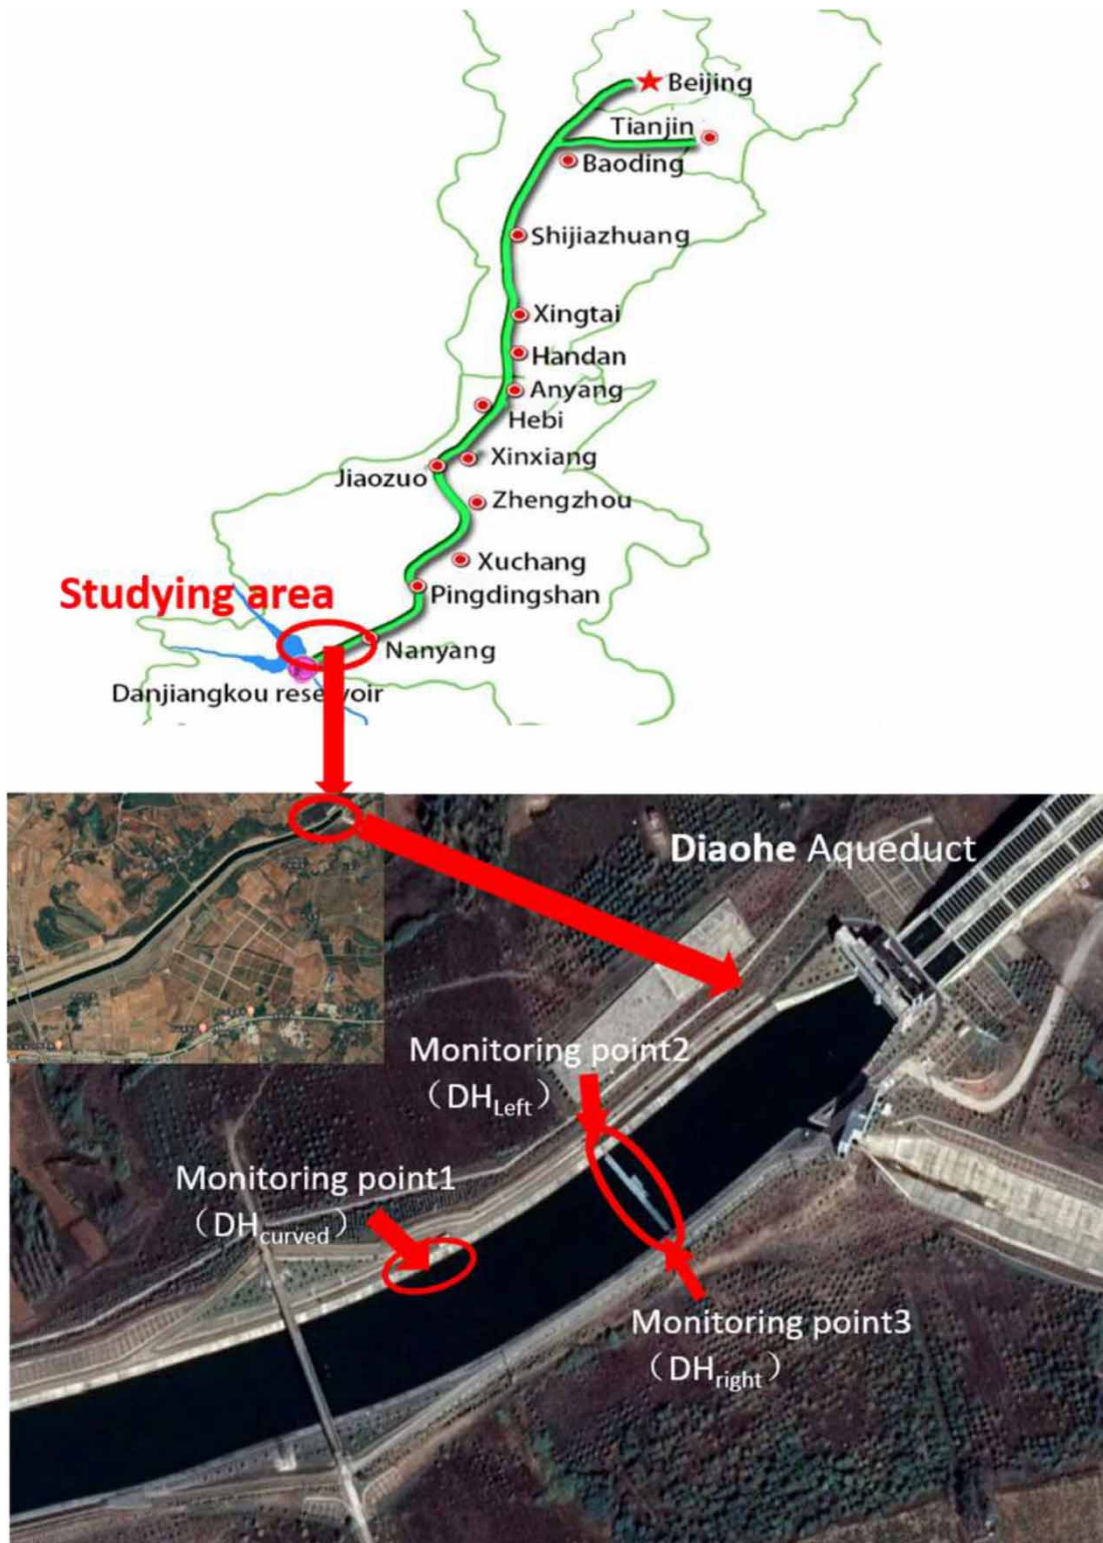 Beijing
Tianjin
Baoding
Shijiazhuang
Xingtai
Handan
Anyang
Hebi
Xinxiang
Jiaozuo
Zhengzhou
Xuchang
Studying area
Pingdingshan
Nanyang
Danjiangkou reservoir
Diaohe Aqueduct
Monitoring point2
（DHLeft）
Monitoring point1
（DHcurved）
Monitoring point3
（DHright）